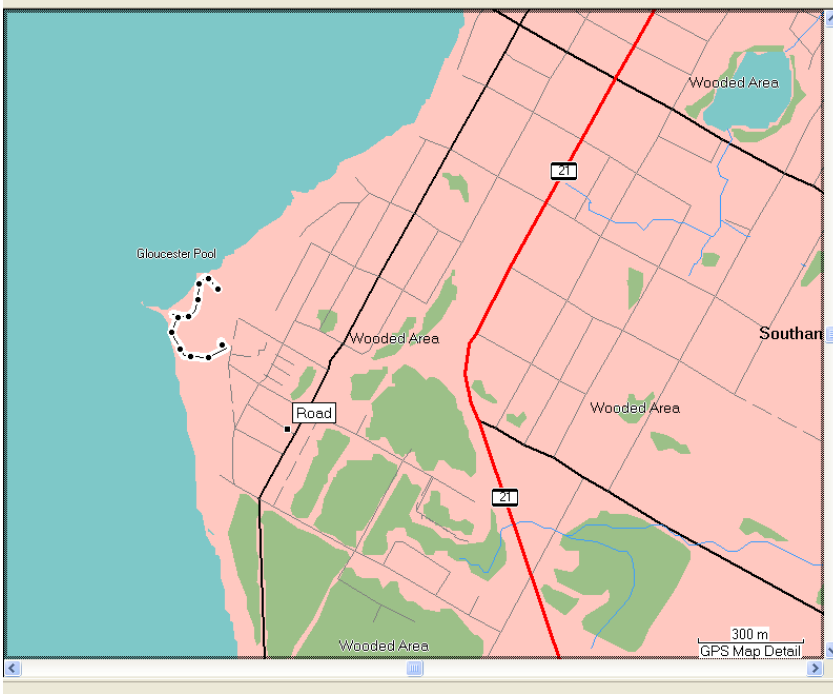 Wooded Area
21
Gloucester Pool
Southan
Wooded Area
Wooded Area
Road
21
300 m
GPS Map Detail
Wooded Area